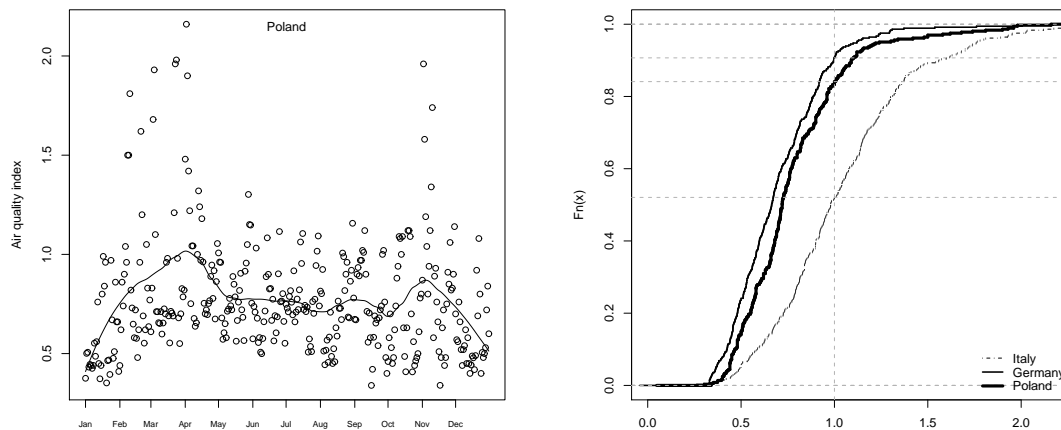 Poland
Air quality index
2.0
1.5
1.0
0.5
Jan Feb Mar Apr May Jun Jul Aug Sep Oct Nov Dec
Fn(x)
1.0
0.8
0.6
0.4
0.2
0.0
Italy
Germany
Poland
0.0 0.5 1.0 1.5 2.0